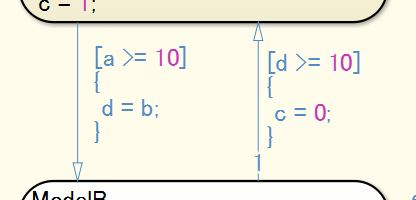 c = 1;
[a >= 10]
{
d = b;
}
[d >= 10]
{
c = 0;
}
1
ModelB